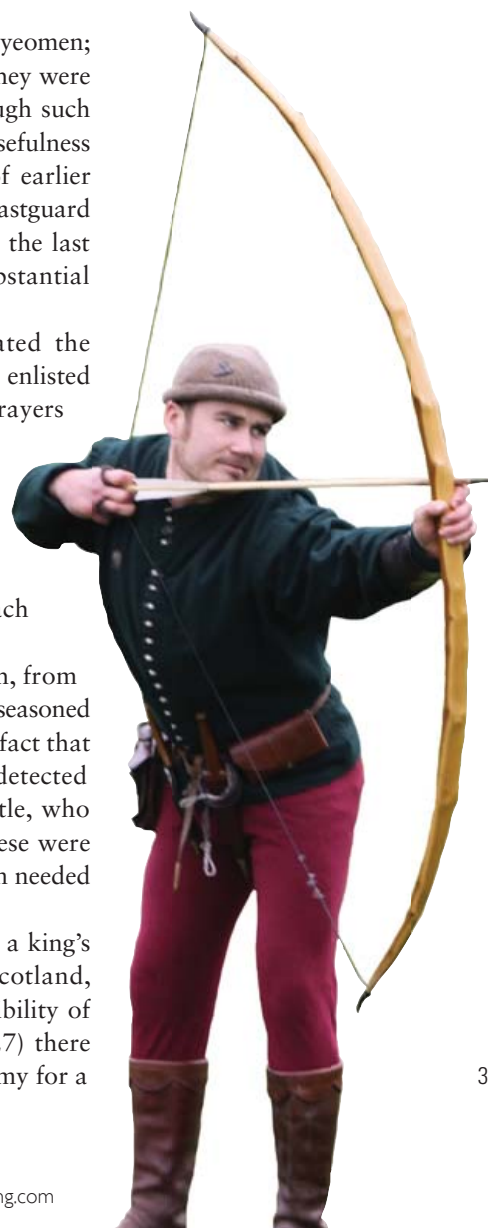 yeomen;
hey were
ugh such
sefulness
f earlier
astguard
the last
bstantial
ated the
enlisted
rayers
ach
n, from
seasoned
fact that
detected
tle, who
ese were
n needed
a king's
cotland,
bility of
7) there
my for a
3
ng.com